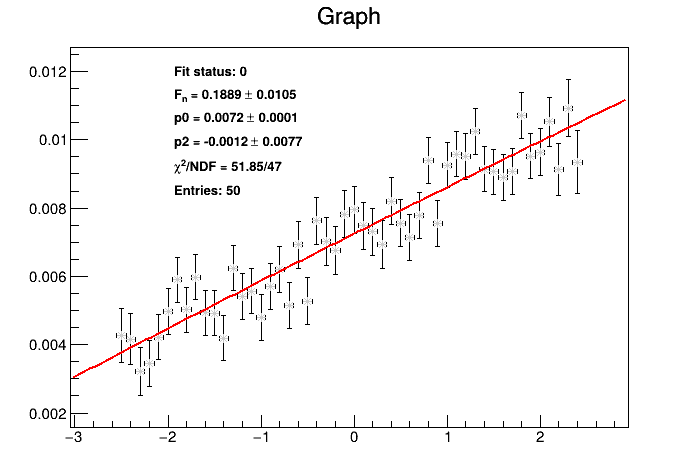 Graph
Fit status: 0
Fn = 0.1889 ± 0.0105
p0 = 0.0072 ± 0.0001
p2 = -0.0012 ± 0.0077
χ²/NDF = 51.85/47
Entries: 50
0.012
0.01
0.008
0.006
0.004
0.002
−3 −2 −1 0 1 2